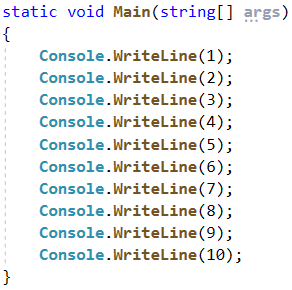 static void Main(string[] args)
{
    Console.WriteLine(1);
    Console.WriteLine(2);
    Console.WriteLine(3);
    Console.WriteLine(4);
    Console.WriteLine(5);
    Console.WriteLine(6);
    Console.WriteLine(7);
    Console.WriteLine(8);
    Console.WriteLine(9);
    Console.WriteLine(10);
}